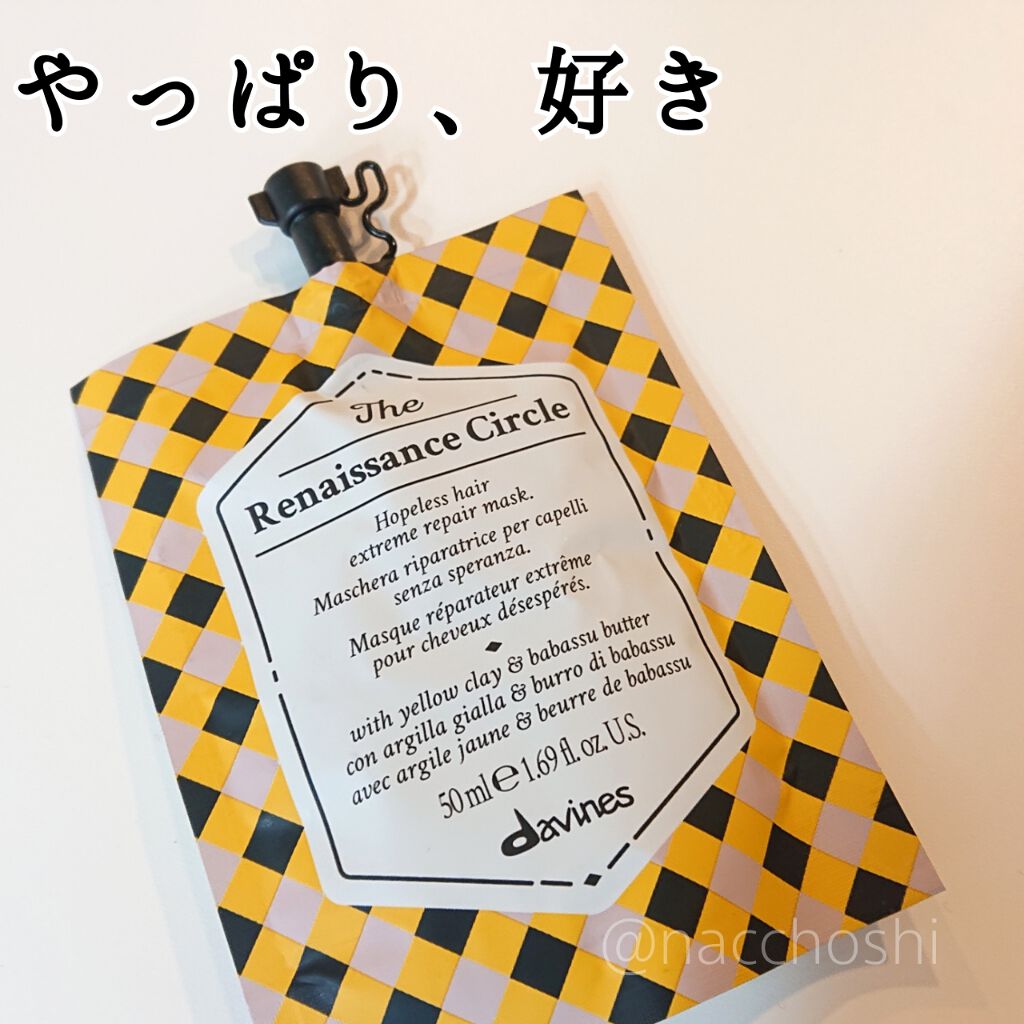 やっぱり、好き
The
Renaissance Circle
Hopeless hair
extreme repair mask.
Maschera riparatrice per capelli
senza speranza.
Masque réparateur extrême
pour cheveux désespérés.
with yellow clay & babassu butter
con argilla gialla & burro di babassu
avec argile jaune & beurre de babassu
50 ml e 1.69 fl. oz. U.S.
davines
@nacchoshi